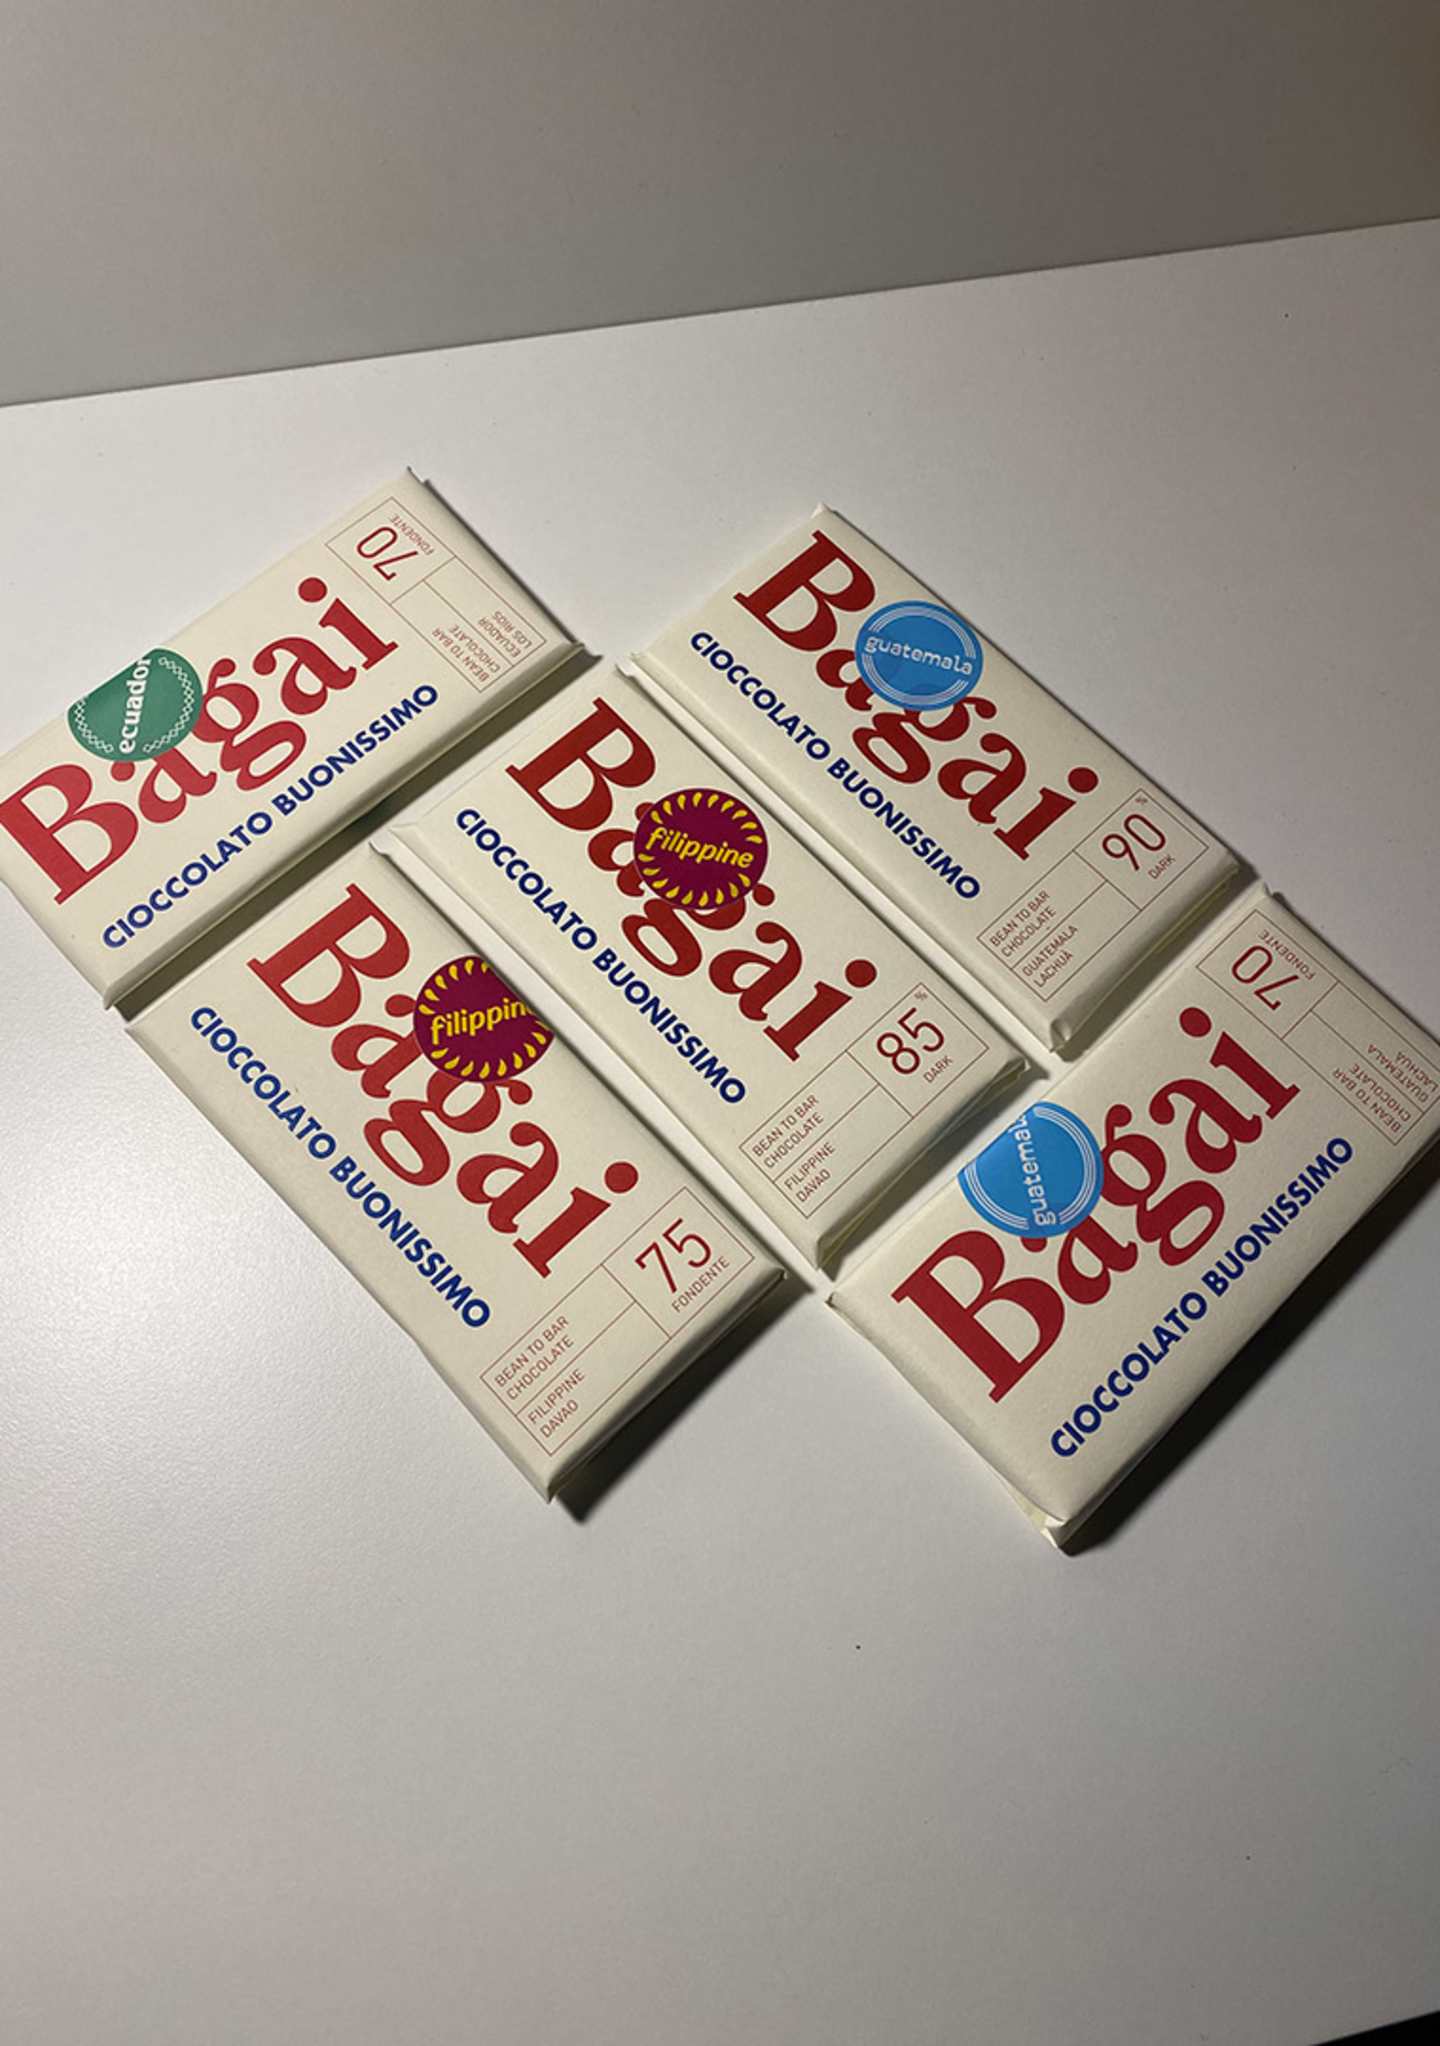 70
FONDENTE
BEAN TO BAR
CHOCOLATE
ECUADOR
LOS RIOS
ecuador
Bagai
CIOCCOLATO BUONISSIMO
Bagai
guatemala
CIOCCOLATO BUONISSIMO
%
90
DARK
BEAN TO BAR
CHOCOLATE
GUATEMALA
LACHUÀ
Bagai
filippine
CIOCCOLATO BUONISSIMO
%
85
DARK
BEAN TO BAR
CHOCOLATE
FILIPPINE
DAVAO
Bagai
filippine
CIOCCOLATO BUONISSIMO
75
FONDENTE
BEAN TO BAR
CHOCOLATE
FILIPPINE
DAVAO
70
FONDENTE
BEAN TO BAR
CHOCOLATE
GUATEMALA
LACHUÀ
guatemala
Bagai
CIOCCOLATO BUONISSIMO